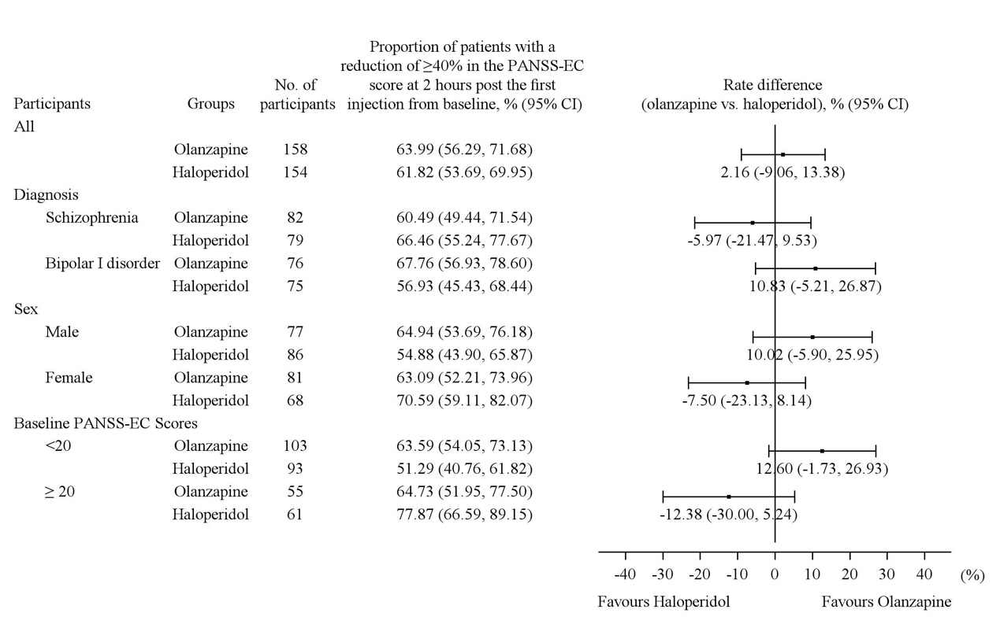 Proportion of patients with a
reduction of ≥40% in the PANSS-EC
No. of score at 2 hours post the first Rate difference
Participants Groups participants injection from baseline, % (95% CI) (olanzapine vs. haloperidol), % (95% CI)
All
Olanzapine 158 63.99 (56.29, 71.68)
Haloperidol 154 61.82 (53.69, 69.95) 2.16 (-9.06, 13.38)
Diagnosis
Schizophrenia Olanzapine 82 60.49 (49.44, 71.54)
Haloperidol 79 66.46 (55.24, 77.67) -5.97 (-21.47, 9.53)
Bipolar I disorder Olanzapine 76 67.76 (56.93, 78.60)
Haloperidol 75 56.93 (45.43, 68.44) 10.83 (-5.21, 26.87)
Sex
Male Olanzapine 77 64.94 (53.69, 76.18)
Haloperidol 86 54.88 (43.90, 65.87) 10.02 (-5.90, 25.95)
Female Olanzapine 81 63.09 (52.21, 73.96)
Haloperidol 68 70.59 (59.11, 82.07) -7.50 (-23.13, 8.14)
Baseline PANSS-EC Scores
<20 Olanzapine 103 63.59 (54.05, 73.13)
Haloperidol 93 51.29 (40.76, 61.82) 12.60 (-1.73, 26.93)
≥ 20 Olanzapine 55 64.73 (51.95, 77.50)
Haloperidol 61 77.87 (66.59, 89.15) -12.38 (-30.00, 5.24)
-40 -30 -20 -10 0 10 20 30 40 (%)
Favours Haloperidol Favours Olanzapine